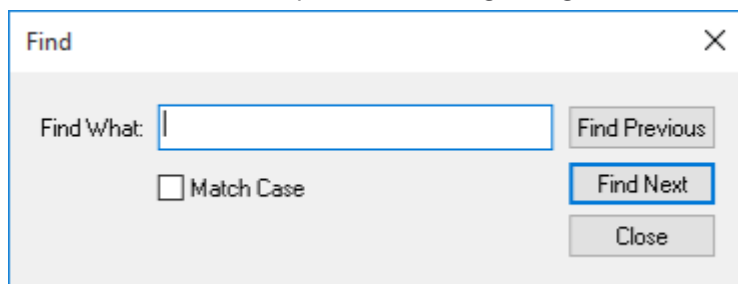 Find
Find What:
Find Previous
Match Case
Find Next
Close